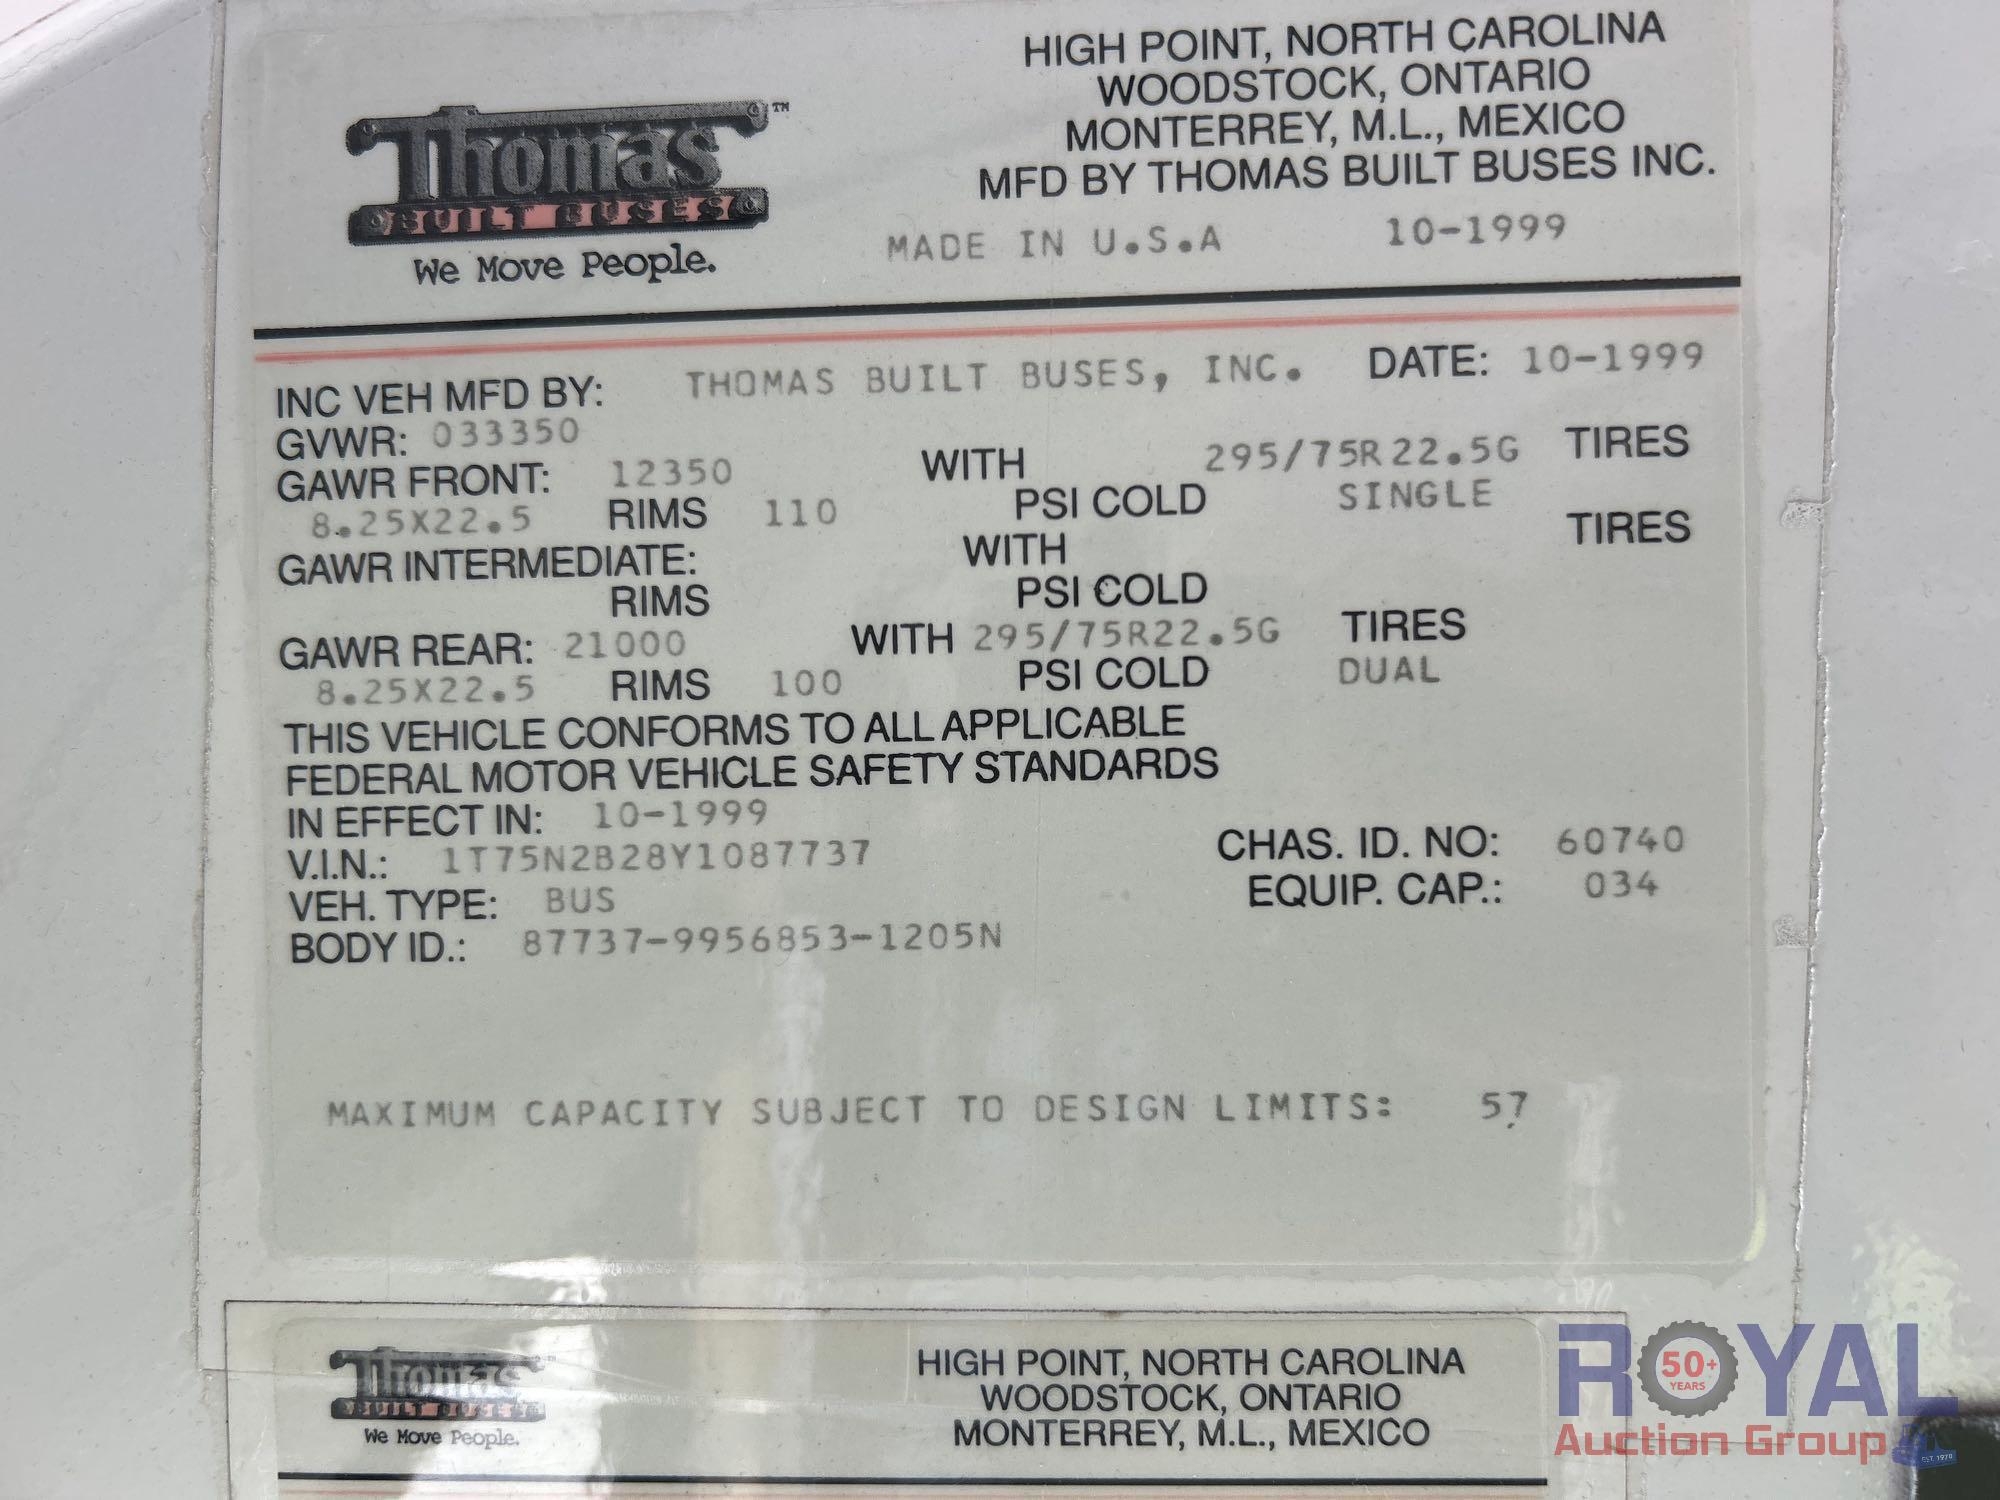 Thomas™
BUILT BUSES
We Move People.
HIGH POINT, NORTH CAROLINA
WOODSTOCK, ONTARIO
MONTERREY, M.L., MEXICO
MFD BY THOMAS BUILT BUSES INC.
MADE IN U.S.A 10-1999
INC VEH MFD BY: THOMAS BUILT BUSES, INC. DATE: 10-1999
GVWR: 033350
GAWR FRONT: 12350 WITH 295/75R22.5G TIRES
8.25X22.5 RIMS 110 PSI COLD SINGLE
GAWR INTERMEDIATE: WITH TIRES
RIMS PSI COLD
GAWR REAR: 21000 WITH 295/75R22.5G TIRES
8.25X22.5 RIMS 100 PSI COLD DUAL
THIS VEHICLE CONFORMS TO ALL APPLICABLE
FEDERAL MOTOR VEHICLE SAFETY STANDARDS
IN EFFECT IN: 10-1999
V.I.N.: 1T75N2B28Y1087737 CHAS. ID. NO: 60740
VEH. TYPE: BUS EQUIP. CAP.: 034
BODY ID.: 87737-9956853-1205N
MAXIMUM CAPACITY SUBJECT TO DESIGN LIMITS: 57
Thomas
BUILT BUSES
We Move People.
HIGH POINT, NORTH CAROLINA
WOODSTOCK, ONTARIO
MONTERREY, M.L., MEXICO
ROYAL
50+
YEARS
Auction Group
EST. 1970